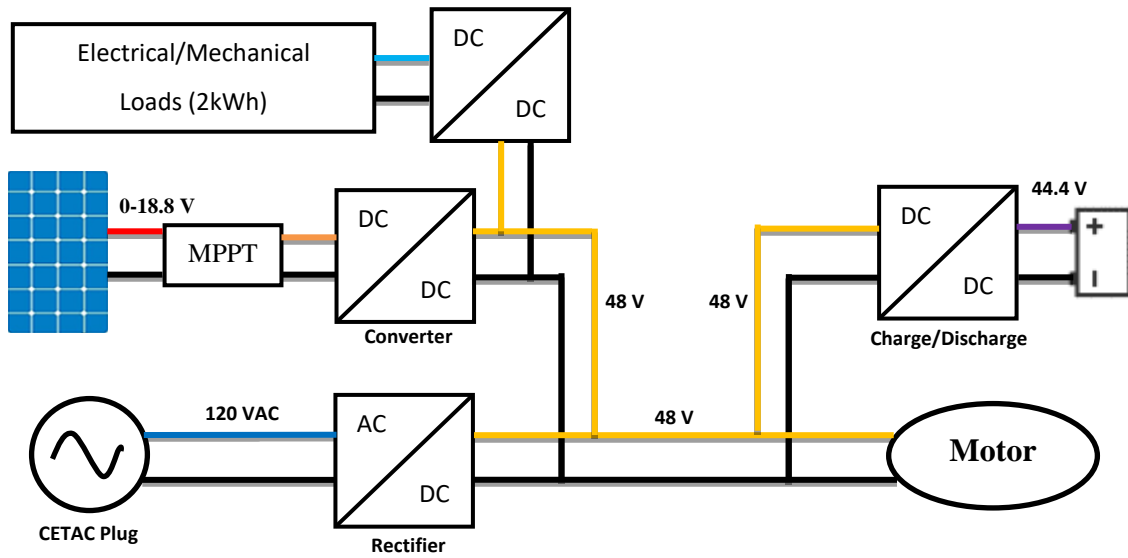 Electrical/Mechanical
Loads (2kWh)
DC
DC
0-18.8 V
MPPT
DC
DC
Converter
48 V
48 V
DC
DC
44.4 V
+
I
Charge/Discharge
120 VAC
AC
DC
48 V
Motor
CETAC Plug
Rectifier